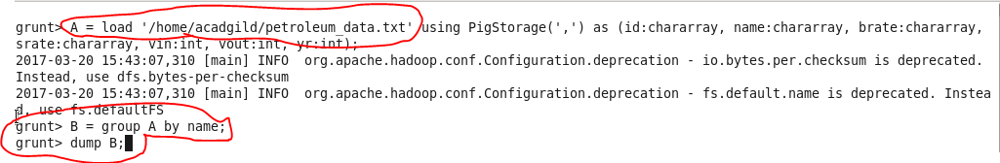 grunt> A = load '/home/acadgild/petroleum_data.txt' using PigStorage(',') as (id:chararray, name:chararray, brate:chararray,
srate:chararray, vin:int, vout:int, yr:int);
2017-03-20 15:43:07,310 [main] INFO  org.apache.hadoop.conf.Configuration.deprecation - io.bytes.per.checksum is deprecated.
Instead, use dfs.bytes-per-checksum
2017-03-20 15:43:07,310 [main] INFO  org.apache.hadoop.conf.Configuration.deprecation - fs.default.name is deprecated. Instea
d, use fs.defaultFS
grunt> B = group A by name;
grunt> dump B;